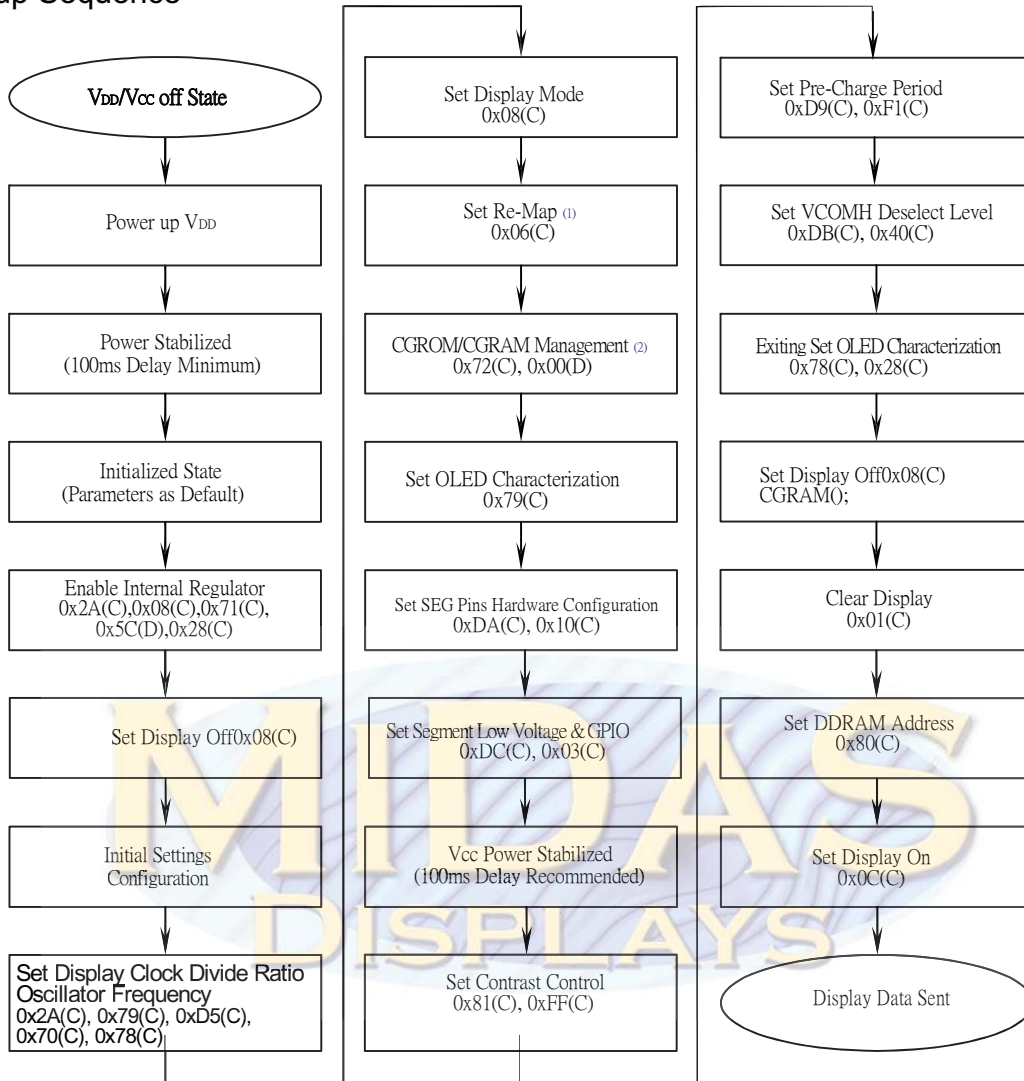 VDD/Vcc off State
Power up VDD
Power Stabilized
(100ms Delay Minimum)
Initialized State
(Parameters as Default)
Enable Internal Regulator
0x2A(C),0x08(C),0x71(C),
0x5C(D),0x28(C)
Set Display Off0x08(C)
Initial Settings
Configuration
Set Display Clock Divide Ratio
Oscillator Frequency
0x2A(C), 0x79(C), 0xD5(C),
0x70(C), 0x78(C)
Set Display Mode
0x08(C)
Set Re-Map (1)
0x06(C)
CGROM/CGRAM Management (2)
0x72(C), 0x00(D)
Set OLED Characterization
0x79(C)
Set SEG Pins Hardware Configuration
0xDA(C), 0x10(C)
Set Segment Low Voltage & GPIO
0xDC(C), 0x03(C)
Vcc Power Stabilized
(100ms Delay Recommended)
Set Contrast Control
0x81(C), 0xFF(C)
Set Pre-Charge Period
0xD9(C), 0xF1(C)
Set VCOMH Deselect Level
0xDB(C), 0x40(C)
Exiting Set OLED Characterization
0x78(C), 0x28(C)
Set Display Off0x08(C)
CGRAM();
Clear Display
0x01(C)
Set DDRAM Address
0x80(C)
Set Display On
0x0C(C)
Display Data Sent
MIDAS
DISPLAYS